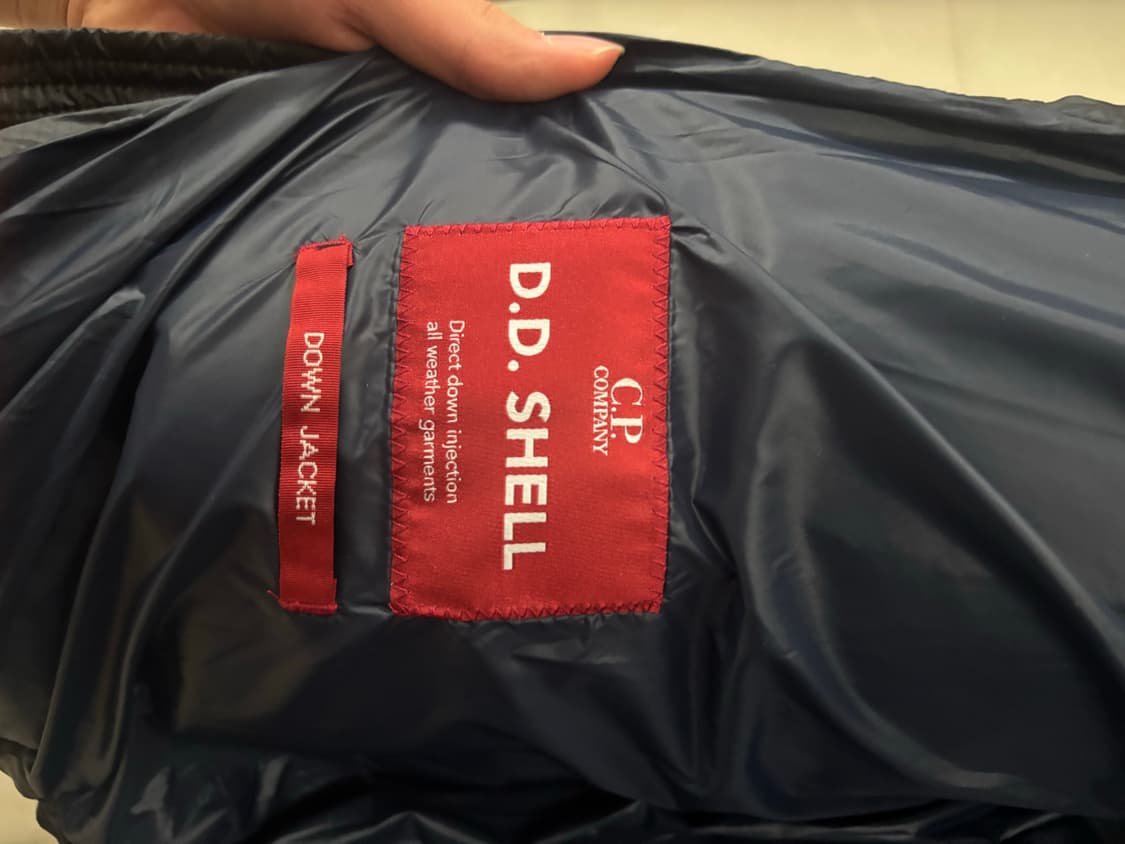 C.P.
COMPANY
D.D. SHELL
Direct down injection
all weather garments
DOWN JACKET